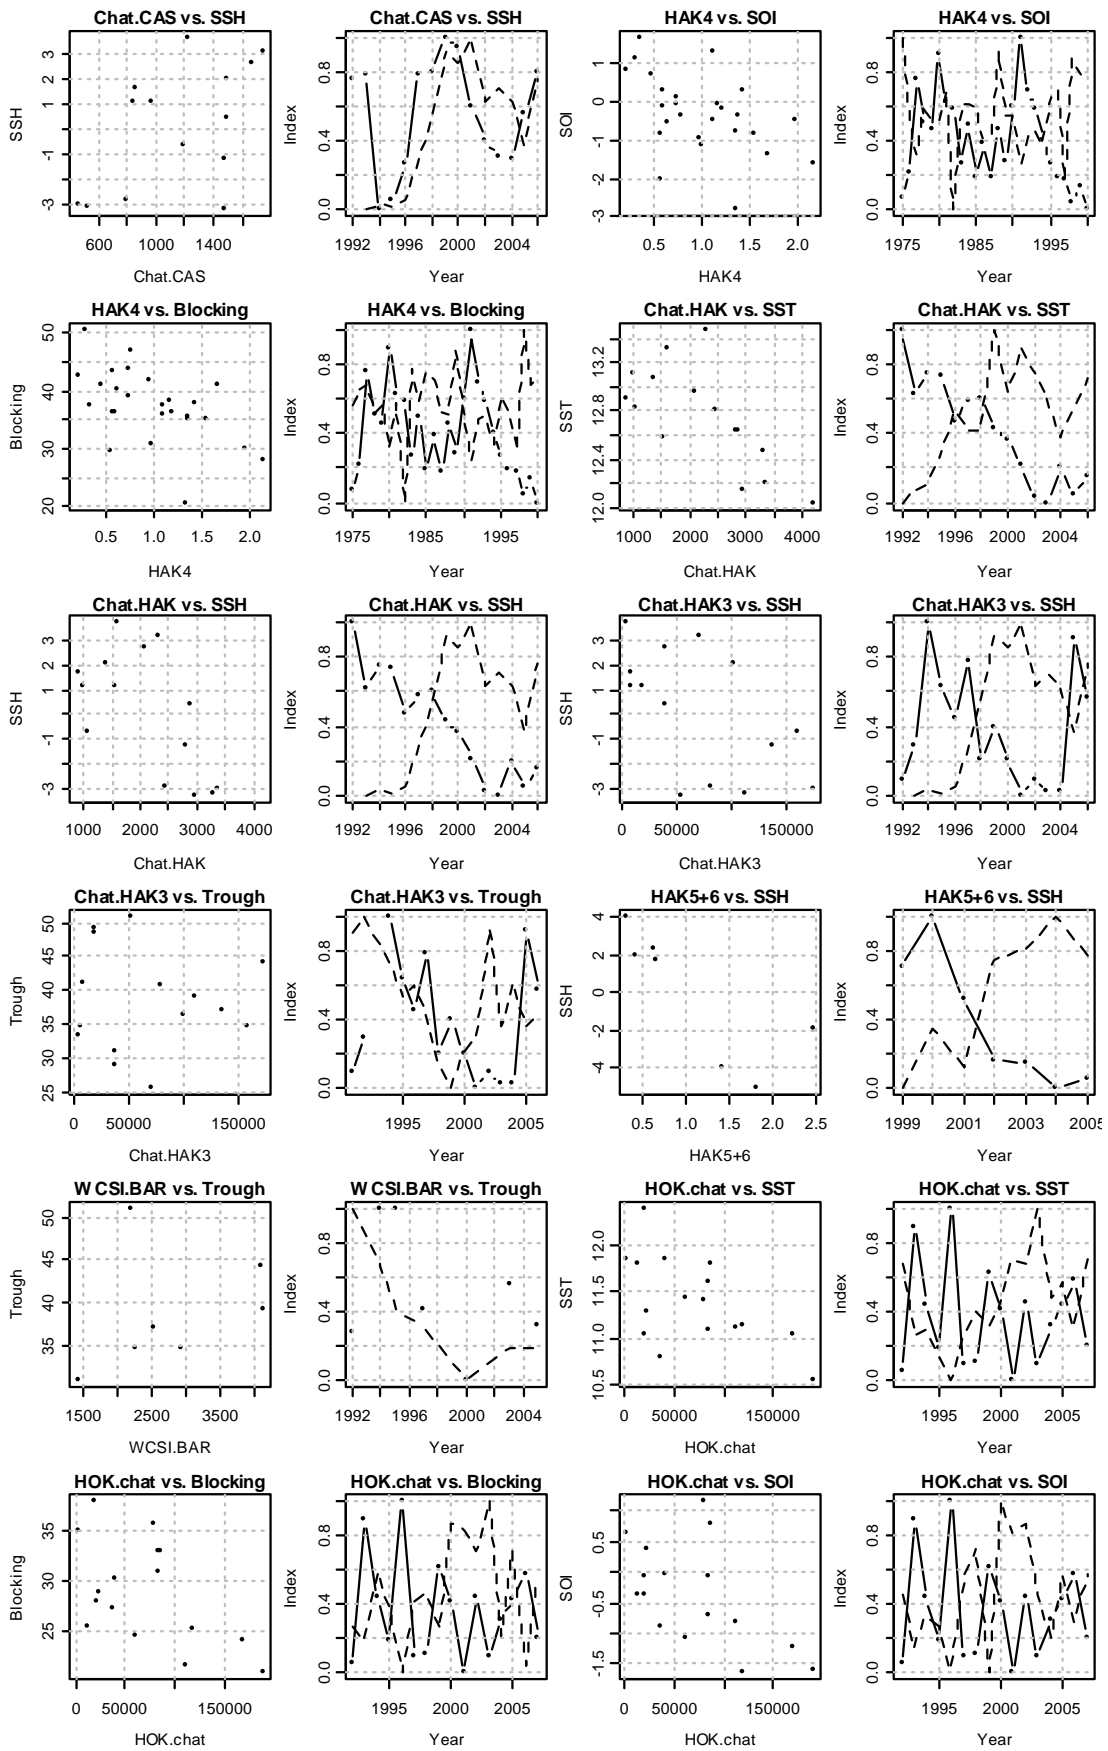 Chat.CAS vs. SSH
SSH
3
2
1
-1
-3
600 1000 1400
Chat.CAS
Chat.CAS vs. SSH
Index
0.8
0.4
0.0
1992 1996 2000 2004
Year
HAK4 vs. SOI
SOI
1
0
-1
-2
-3
0.5 1.0 1.5 2.0
HAK4
HAK4 vs. SOI
Index
0.8
0.4
0.0
1975 1985 1995
Year
HAK4 vs. Blocking
Blocking
50
40
30
20
0.5 1.0 1.5 2.0
HAK4
HAK4 vs. Blocking
Index
0.8
0.4
0.0
1975 1985 1995
Year
Chat.HAK vs. SST
SST
13.2
12.8
12.4
12.0
1000 2000 3000 4000
Chat.HAK
Chat.HAK vs. SST
Index
0.8
0.4
0.0
1992 1996 2000 2004
Year
Chat.HAK vs. SSH
SSH
3
2
1
-1
-3
1000 2000 3000 4000
Chat.HAK
Chat.HAK vs. SSH
Index
0.8
0.4
0.0
1992 1996 2000 2004
Year
Chat.HAK3 vs. SSH
SSH
3
2
1
-1
-3
0 50000 150000
Chat.HAK3
Chat.HAK3 vs. SSH
Index
0.8
0.4
0.0
1992 1996 2000 2004
Year
Chat.HAK3 vs. Trough
Trough
50
45
40
35
30
25
0 50000 150000
Chat.HAK3
Chat.HAK3 vs. Trough
Index
0.8
0.4
0.0
1995 2000 2005
Year
HAK5+6 vs. SSH
SSH
4
2
0
-2
4
0.5 1.0 1.5 2.0 2.5
HAK5+6
HAK5+6 vs. SSH
Index
0.8
0.4
0.0
1999 2001 2003 2005
Year
WCSI.BAR vs. Trough
Trough
50
45
40
35
1500 2500 3500
WCSI.BAR
WCSI.BAR vs. Trough
Index
0.8
0.4
0.0
1992 1996 2000 2004
Year
HOK.chat vs. SST
SST
12.0
11.5
11.0
10.5
0 50000 150000
HOK.chat
HOK.chat vs. SST
Index
0.8
0.4
0.0
1995 2000 2005
Year
HOK.chat vs. Blocking
Blocking
35
30
25
0 50000 150000
HOK.chat
HOK.chat vs. Blocking
Index
0.8
0.4
0.0
1995 2000 2005
Year
HOK.chat vs. SOI
SOI
0.5
-0.5
-1.5
0 50000 150000
HOK.chat
HOK.chat vs. SOI
Index
0.8
0.4
0.0
1995 2000 2005
Year